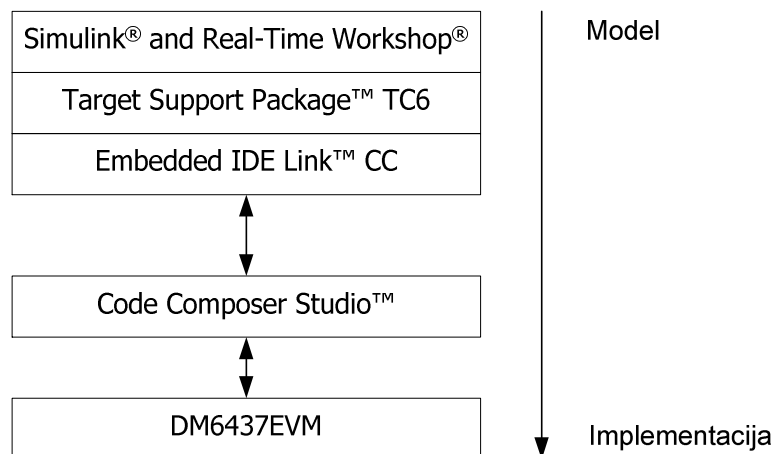 Simulink® and Real-Time Workshop®
Model
Target Support Package™ TC6
Embedded IDE Link™ CC
Code Composer Studio™
DM6437EVM
Implementacija